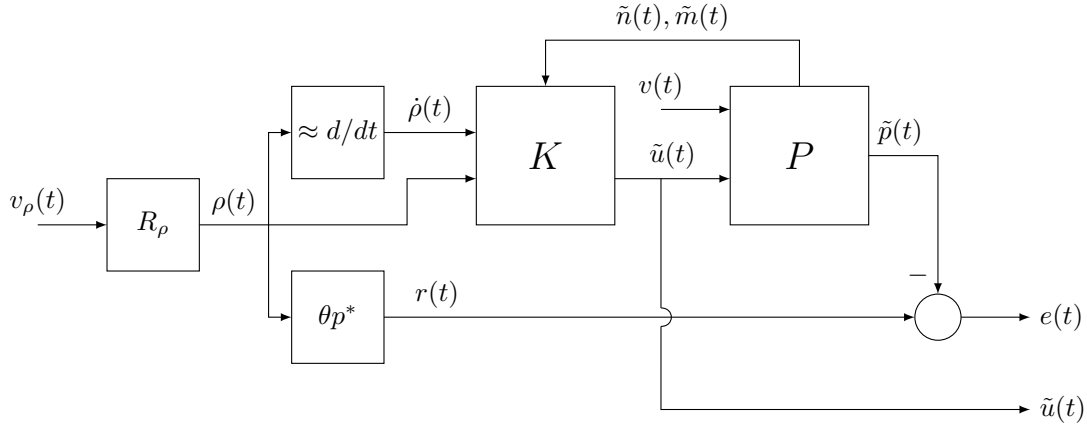 ñ(t), m̃(t)
v(t)
≈ d/dt
ρ̇(t)
K
P
p̃(t)
ũ(t)
v_ρ(t)
R_ρ
ρ(t)
−
θp*
r(t)
e(t)
ũ(t)